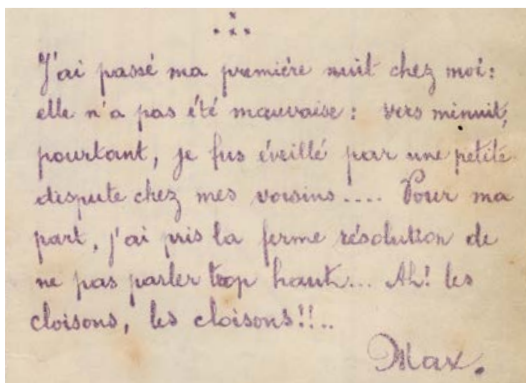 J'ai passé ma première nuit chez moi:
elle n'a pas été mauvaise: vers minuit,
pourtant, je fus éveillé par une petite
dispute chez mes voisins.... Pour ma
part, j'ai pris la ferme résolution de
ne pas parler trop haut... Ah! les
cloisons, les cloisons!!..
Max.